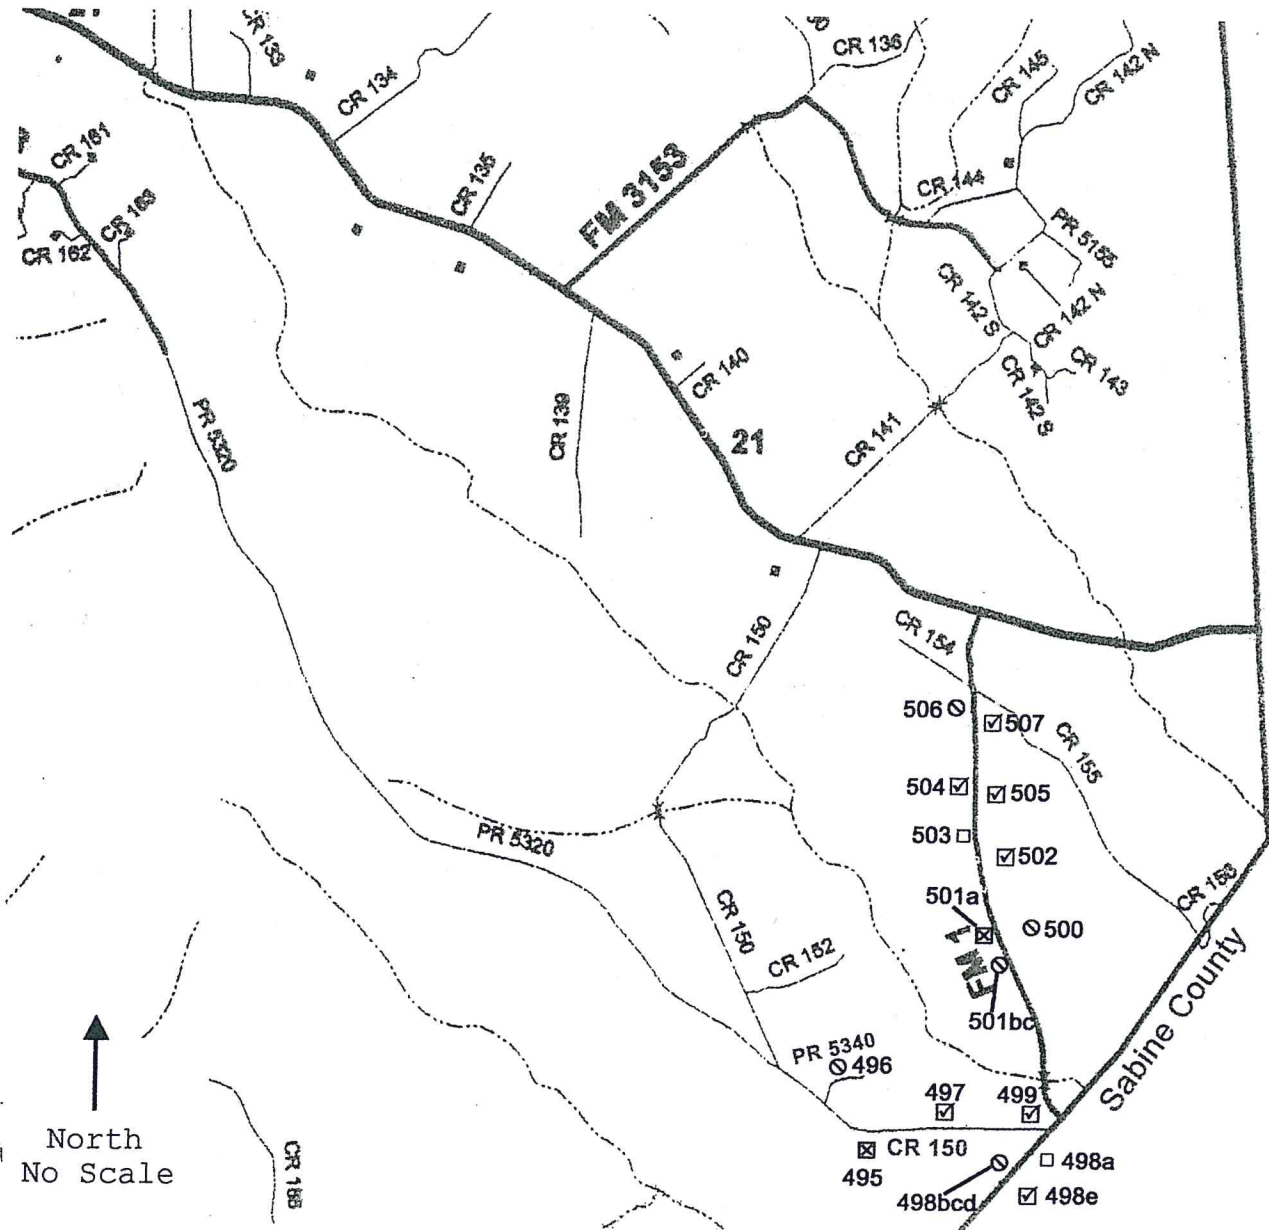 CR 133
CR 136
CR 134
CR 145
CR 142 N
CR 161
CR 135
FM 3153
CR 144
CR 163
CR 162
PR 5155
CR 142 S
CR 142 N
CR 140
CR 143
CR 142 S
PR 5320
CR 139
21
CR 141
CR 150
CR 154
506
507
CR 155
504
505
503
502
PR 5320
501a
CR 150
500
FM 1
CR 152
501bc
Sabine County
PR 5340
496
497
499
North
No Scale
CR 150
495
498a
498bcd
498e